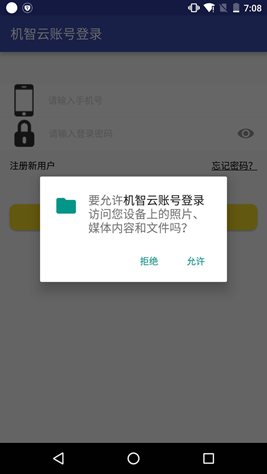 7:08
机智云账号登录
请输入手机号
请输入登录密码
注册新用户
忘记密码?
要允许机智云账号登录
访问您设备上的照片、
媒体内容和文件吗?
拒绝
允许